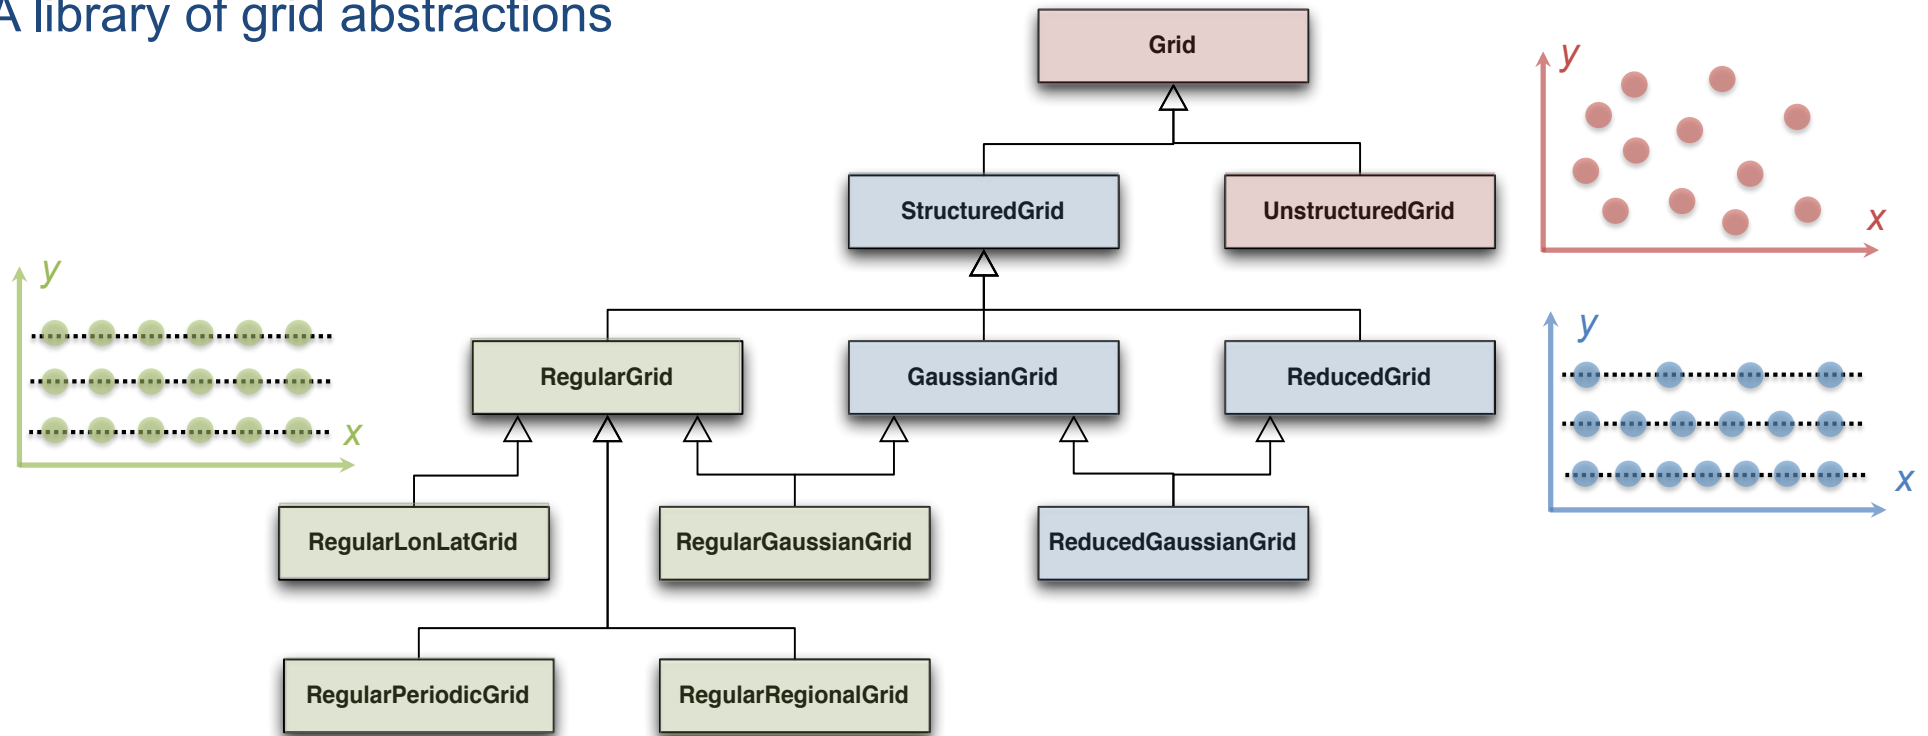 A library of grid abstractions
Grid
y
StructuredGrid
UnstructuredGrid
x
y
y
RegularGrid
GaussianGrid
ReducedGrid
x
x
RegularLonLatGrid
RegularGaussianGrid
ReducedGaussianGrid
RegularPeriodicGrid
RegularRegionalGrid